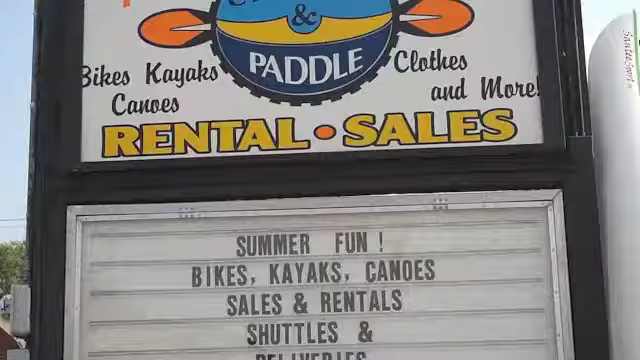 &
PADDLE
Bikes Kayaks
Canoes
Clothes
and More!
RENTAL • SALES
SUMMER FUN!
BIKES, KAYAKS, CANOES
SALES & RENTALS
SHUTTLES &
DELIVERIES